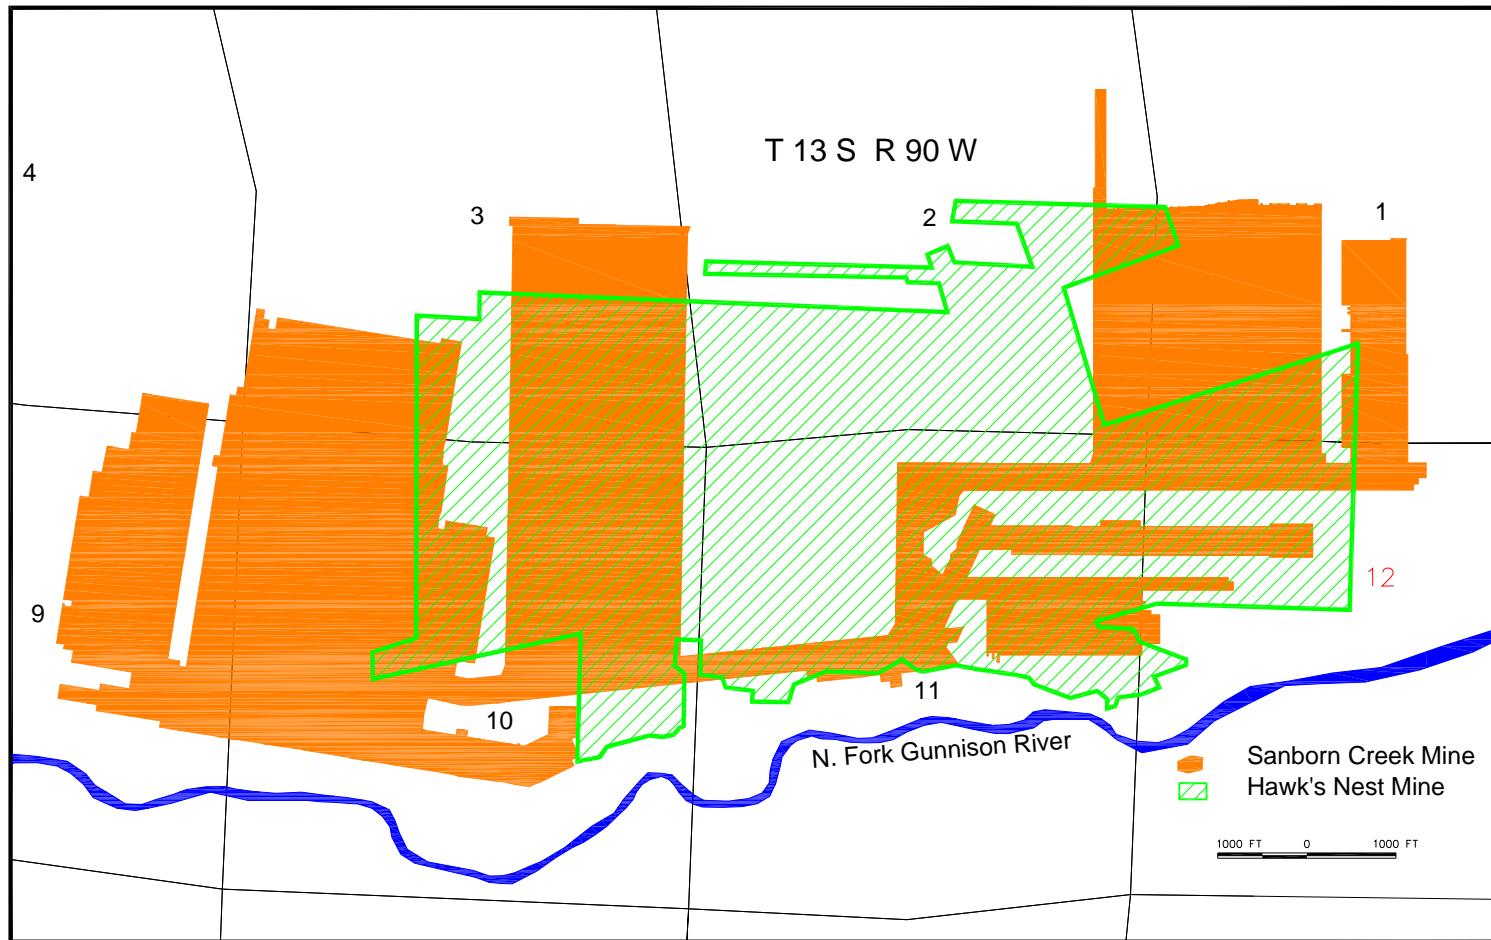 T 13 S R 90 W
4
3
2
1
9
12
10
11
N. Fork Gunnison River
Sanborn Creek Mine
Hawk's Nest Mine
1000 FT 0 1000 FT